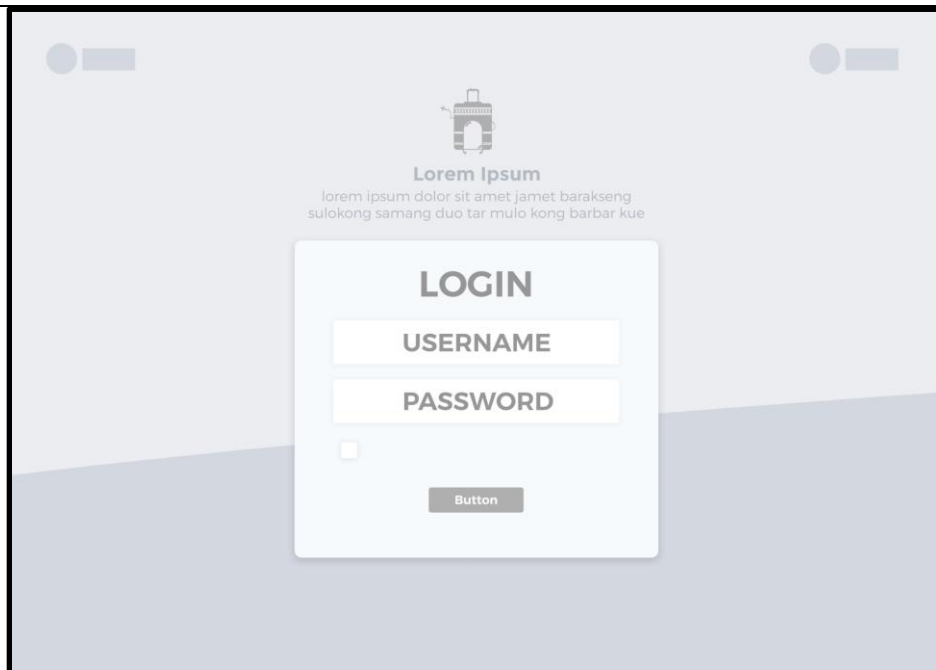 Lorem Ipsum
lorem ipsum dolor sit amet jamet barakseng
sulokong samang duo tar mulo kong barbar kue
LOGIN
USERNAME
PASSWORD
Button